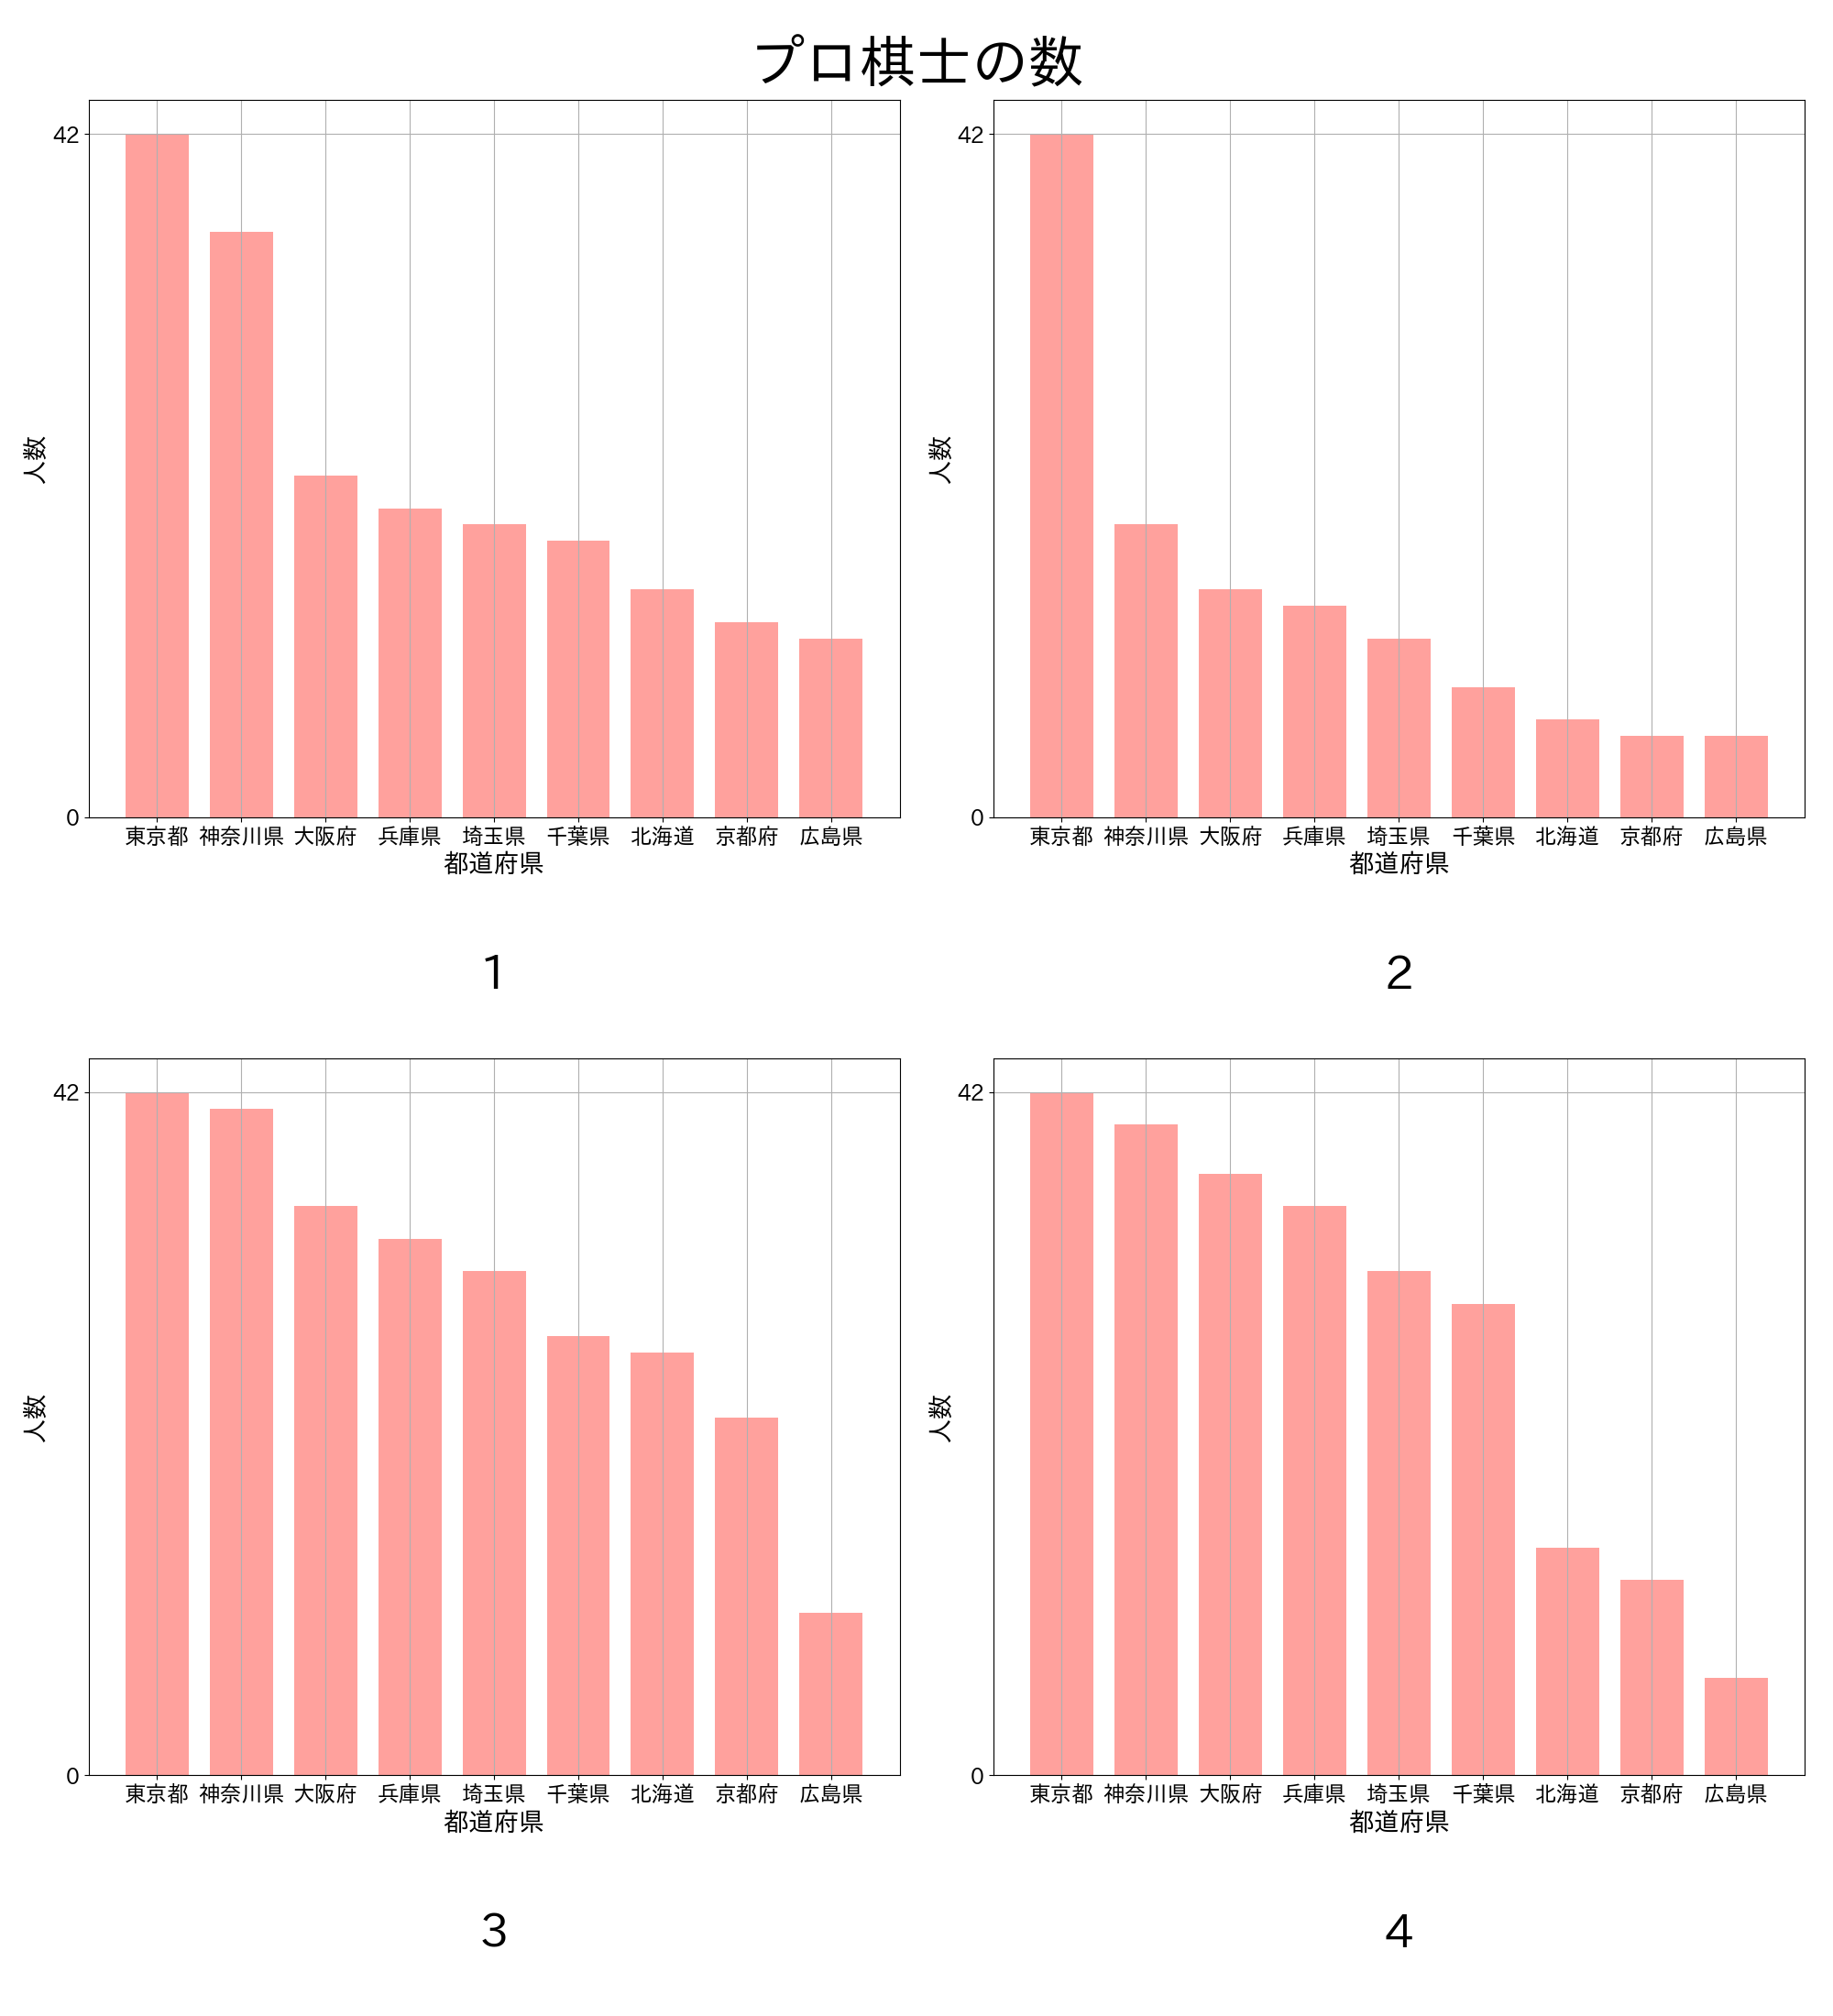 プロ棋士の数
42
0
人数
東京都 神奈川県 大阪府 兵庫県 埼玉県 千葉県 北海道 京都府 広島県
都道府県
1
42
0
人数
東京都 神奈川県 大阪府 兵庫県 埼玉県 千葉県 北海道 京都府 広島県
都道府県
2
42
0
人数
東京都 神奈川県 大阪府 兵庫県 埼玉県 千葉県 北海道 京都府 広島県
都道府県
3
42
0
人数
東京都 神奈川県 大阪府 兵庫県 埼玉県 千葉県 北海道 京都府 広島県
都道府県
4